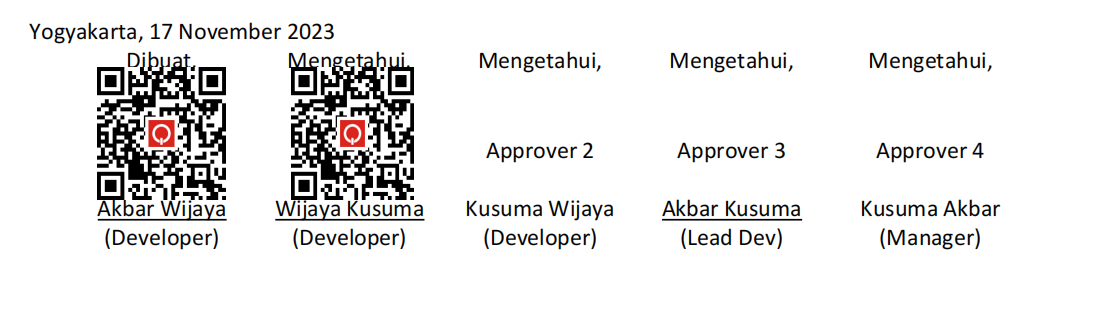 Yogyakarta, 17 November 2023
Dibuat, Mengetahui, Mengetahui, Mengetahui, Mengetahui,
Approver 2 Approver 3 Approver 4
Akbar Wijaya Wijaya Kusuma Kusuma Wijaya Akbar Kusuma Kusuma Akbar
(Developer) (Developer) (Developer) (Lead Dev) (Manager)